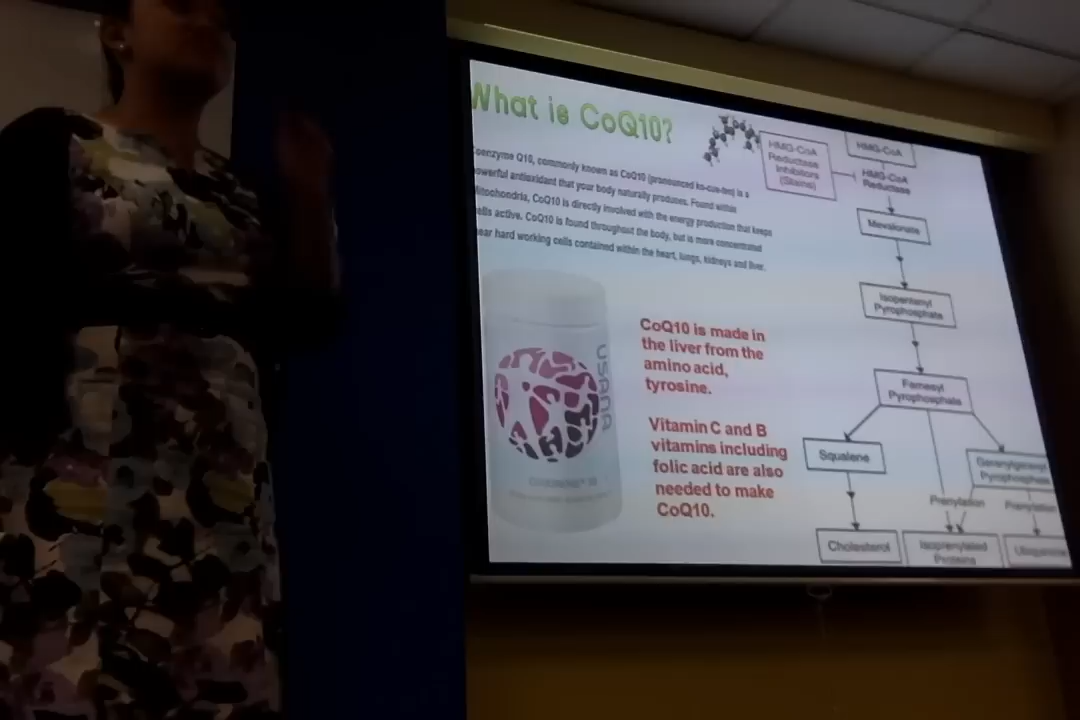 What is CoQ10?
oenzyme Q10, commonly known as CoQ10 (pronounced ko-cue-ten) is a
owerful antioxidant that your body naturally produces. Found within
itochondria, CoQ10 is directly involved with the energy production that keeps
ells active. CoQ10 is found throughout the body, but is more concentrated
ear hard working cells contained within the heart, lungs, kidneys and liver.
USANA
CoQ10 is made in
the liver from the
amino acid,
tyrosine.
Vitamin C and B
vitamins including
folic acid are also
needed to make
CoQ10.
HMG-CoA
Reductase
Inhibitors
(Stains)
HMG-CoA
HMG-CoA
Reductase
Mevalonate
Isopentenyl
Pyrophosphate
Farnesyl
Pyrophosphate
Squalene
Geranylgeranyl
Pyrophosphate
Prenylation
Prenylation
Cholesterol
Isoprenylated
Proteins